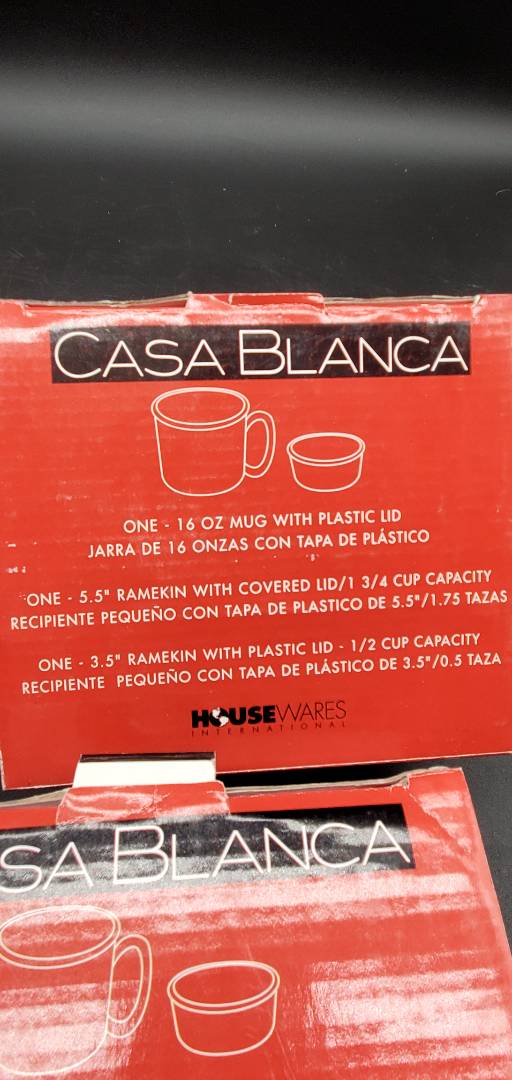 CASA BLANCA
ONE - 16 OZ MUG WITH PLASTIC LID
JARRA DE 16 ONZAS CON TAPA DE PLÁSTICO
ONE - 5.5" RAMEKIN WITH COVERED LID/1 3/4 CUP CAPACITY
RECIPIENTE PEQUEÑO CON TAPA DE PLASTICO DE 5.5"/1.75 TAZAS
ONE - 3.5" RAMEKIN WITH PLASTIC LID - 1/2 CUP CAPACITY
RECIPIENTE PEQUEÑO CON TAPA DE PLÁSTICO DE 3.5"/0.5 TAZA
HOUSEWARES
INTERNATIONAL
SA BLANCA